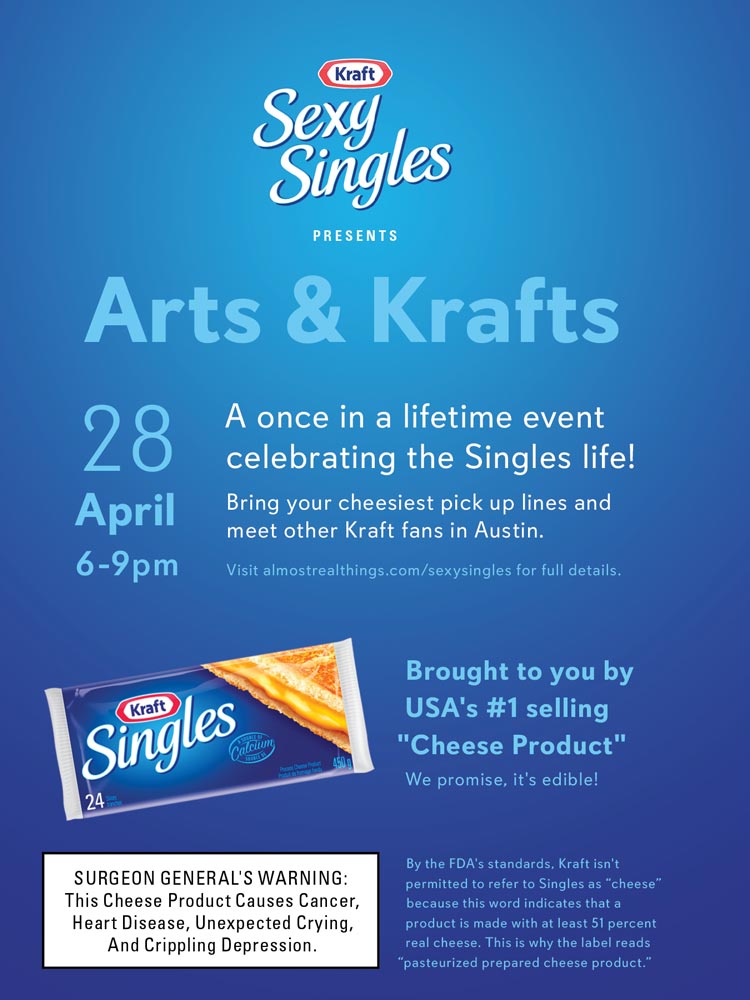 Kraft
Sexy
Singles
PRESENTS
Arts & Krafts
28
April
6-9pm
A once in a lifetime event
celebrating the Singles life!
Bring your cheesiest pick up lines and
meet other Kraft fans in Austin.
Visit almostrealthings.com/sexysingles for full details.
Kraft
Singles
Calcium
Process Cheese Product
24
450 g
Brought to you by
USA's #1 selling
"Cheese Product"
We promise, it's edible!
SURGEON GENERAL'S WARNING:
This Cheese Product Causes Cancer,
Heart Disease, Unexpected Crying,
And Crippling Depression.
By the FDA's standards, Kraft isn't
permitted to refer to Singles as “cheese”
because this word indicates that a
product is made with at least 51 percent
real cheese. This is why the label reads
“pasteurized prepared cheese product.”